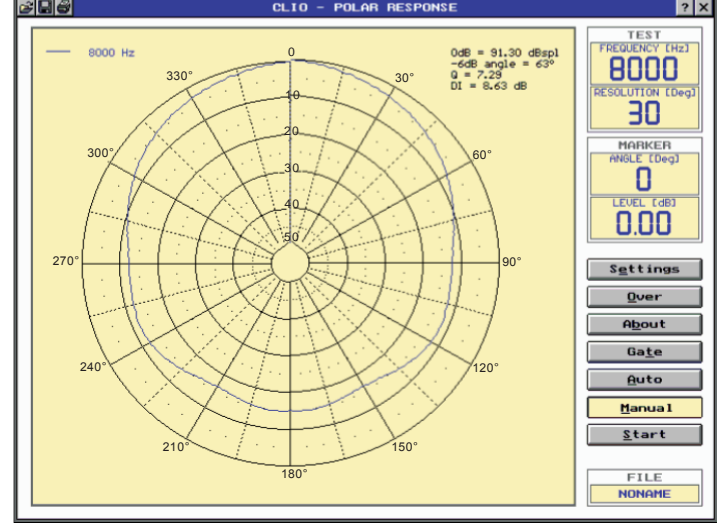 CLIO - POLAR RESPONSE
? X
8000 Hz
0dB = 91.30 dBspl
-6dB angle = 63°
Q = 7.29
DI = 8.63 dB
0
30°
60°
90°
120°
150°
180°
210°
240°
270°
300°
330°
10
20
30
40
50
TEST
FREQUENCY [Hz]
8000
RESOLUTION [Deg]
30
MARKER
ANGLE [Deg]
0
LEVEL [dB]
0.00
Settings
Over
About
Gate
Auto
Manual
Start
FILE
NONAME